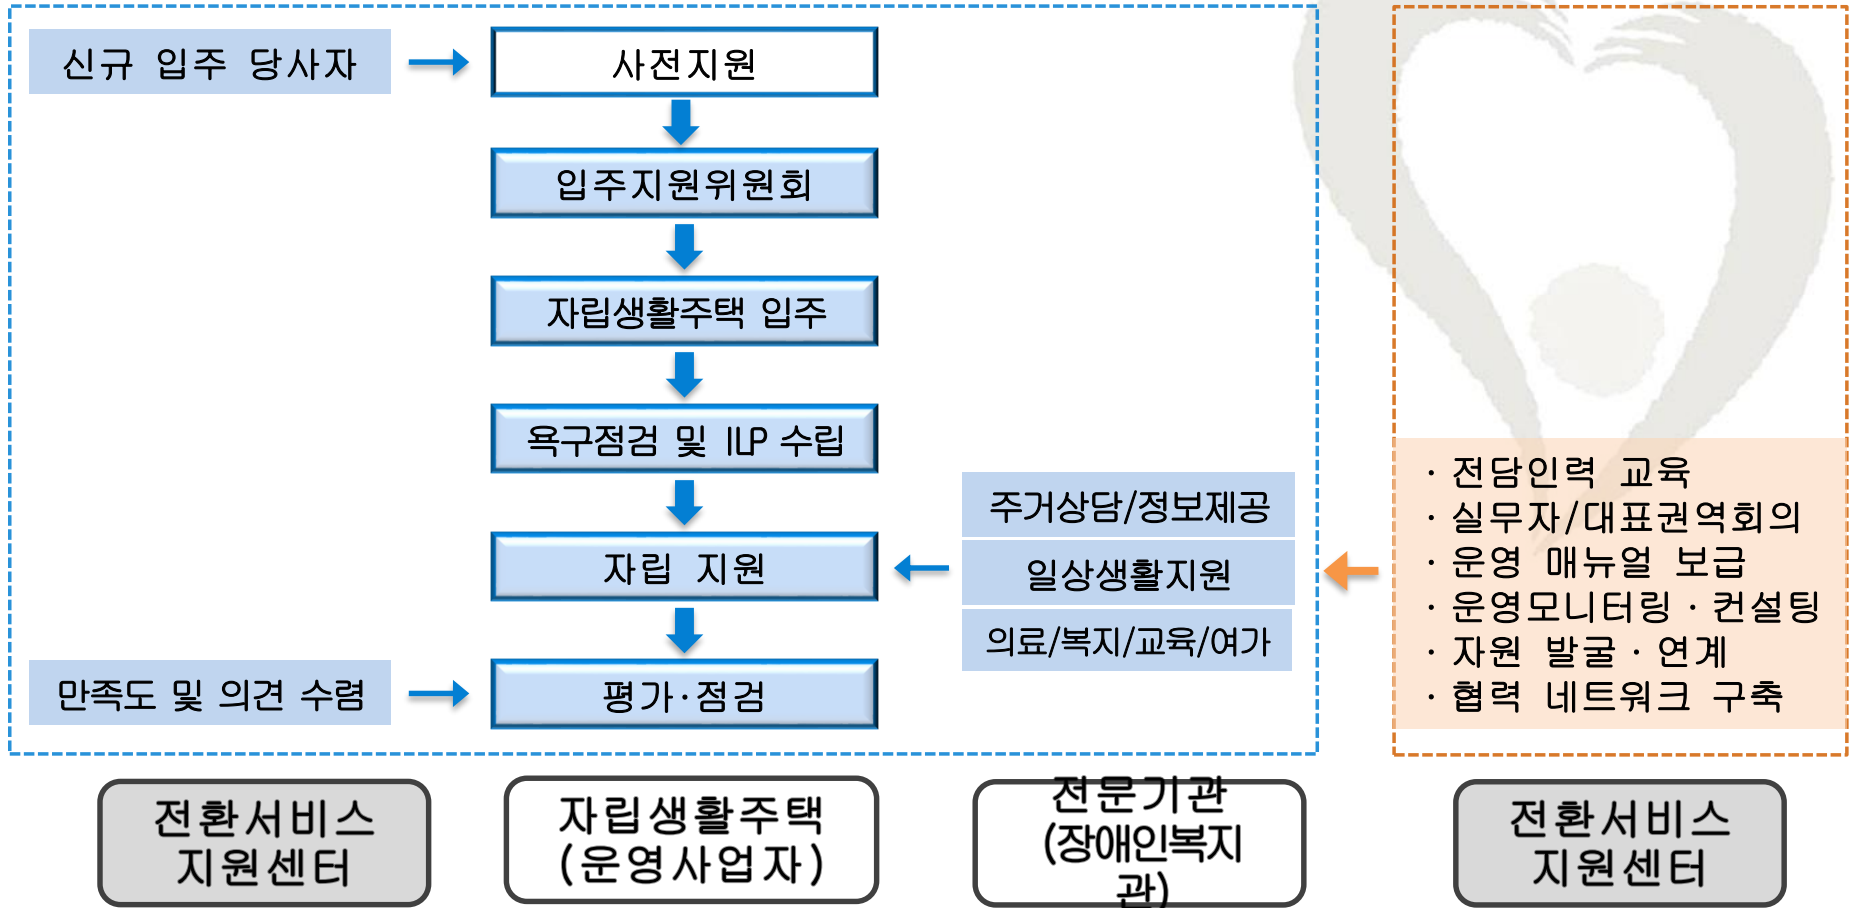 신규 입주 당사자
사전지원
입주지원위원회
자립생활주택 입주
욕구점검 및 ILP 수립
자립 지원
평가·점검
만족도 및 의견 수렴
주거상담/정보제공
일상생활지원
의료/복지/교육/여가
· 전담인력 교육
· 실무자/대표권역회의
· 운영 매뉴얼 보급
· 운영모니터링·컨설팅
· 자원 발굴·연계
· 협력 네트워크 구축
전환서비스
지원센터
자립생활주택
(운영사업자)
전문기관
(장애인복지
관)
전환서비스
지원센터